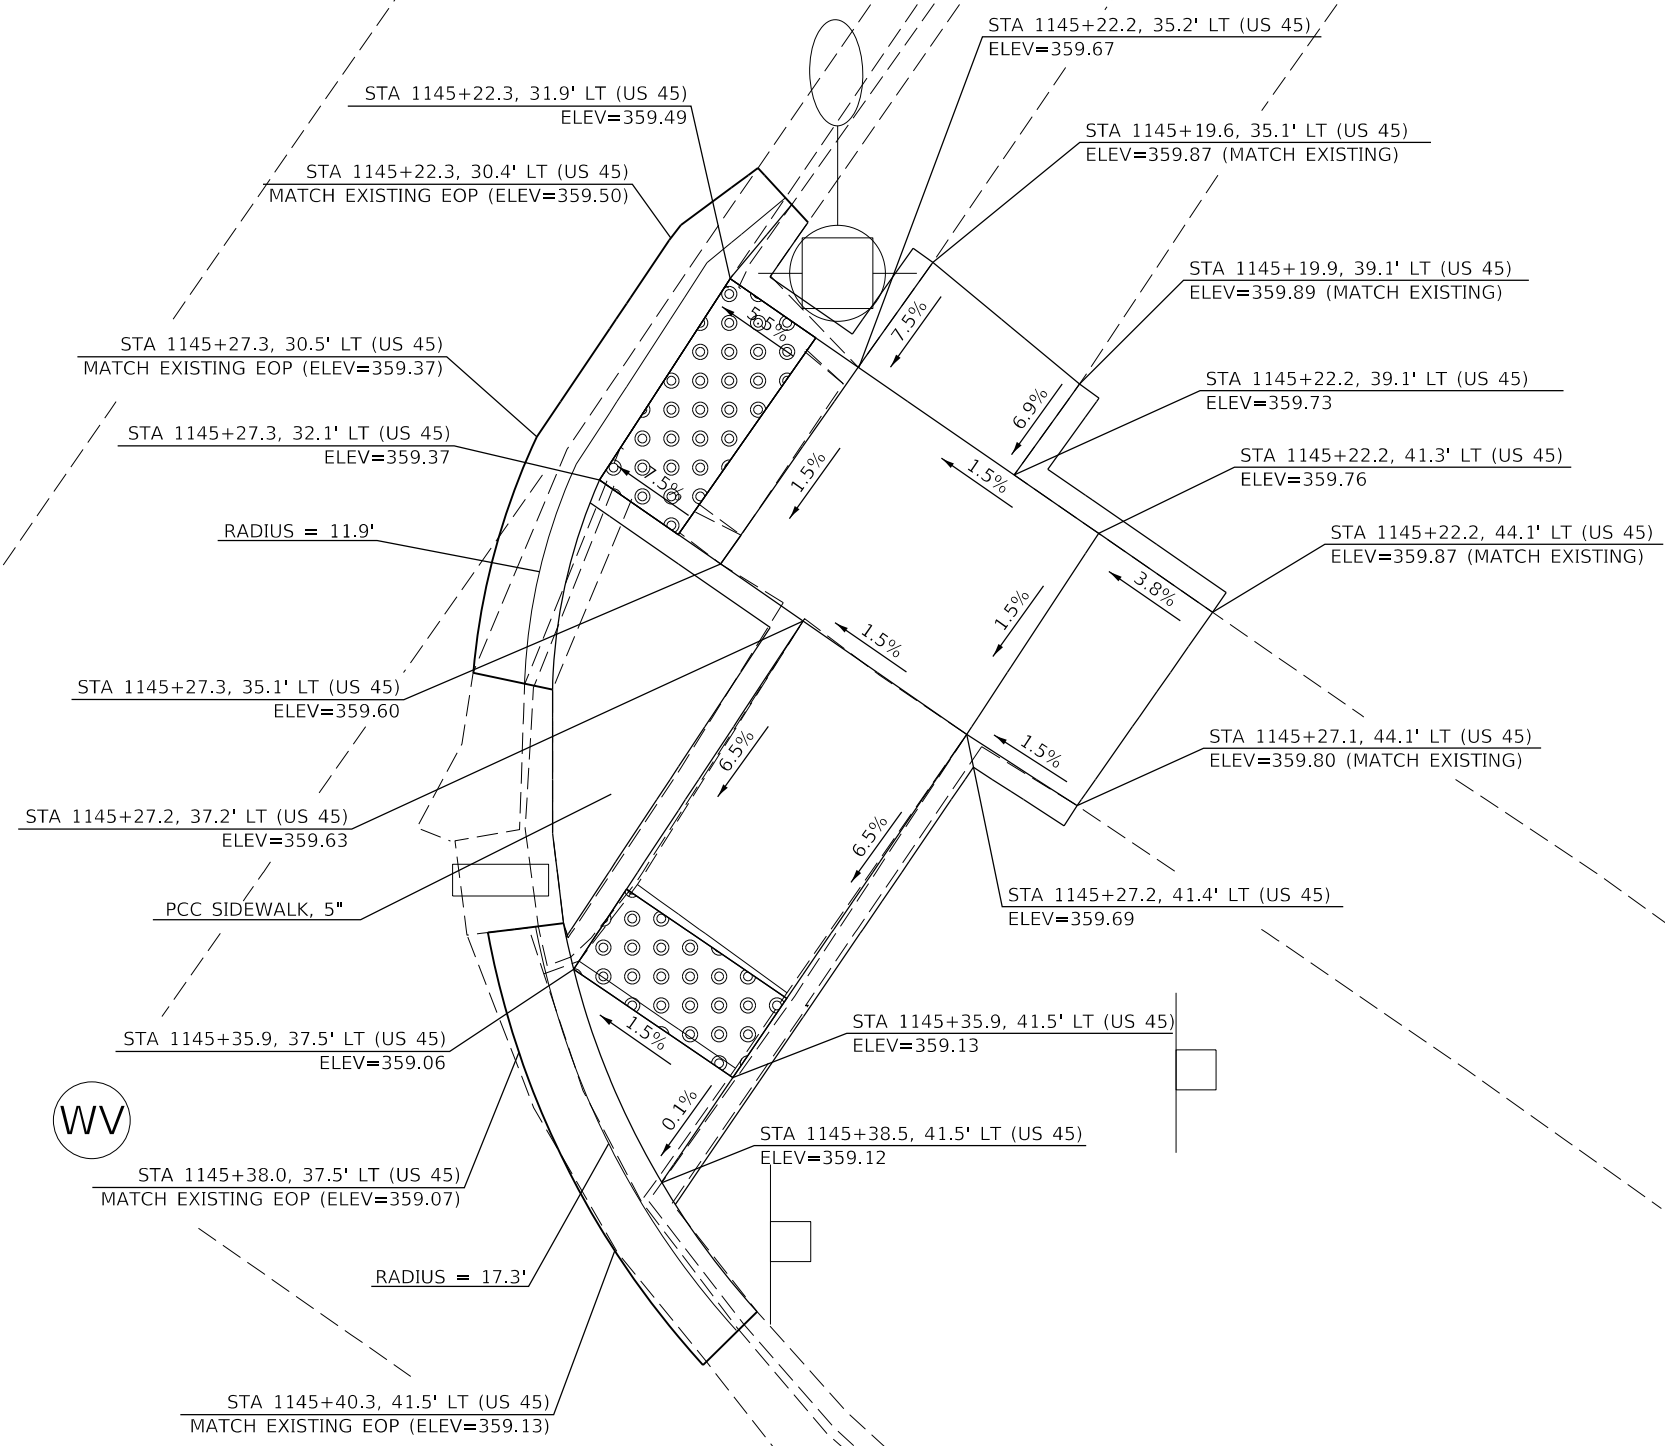 STA 1145+22.2, 35.2' LT (US 45)
ELEV=359.67
STA 1145+22.3, 31.9' LT (US 45)
ELEV=359.49
STA 1145+19.6, 35.1' LT (US 45)
ELEV=359.87 (MATCH EXISTING)
STA 1145+22.3, 30.4' LT (US 45)
MATCH EXISTING EOP (ELEV=359.50)
STA 1145+19.9, 39.1' LT (US 45)
ELEV=359.89 (MATCH EXISTING)
5.5%
7.5%
STA 1145+27.3, 30.5' LT (US 45)
MATCH EXISTING EOP (ELEV=359.37)
STA 1145+22.2, 39.1' LT (US 45)
ELEV=359.73
6.9%
STA 1145+27.3, 32.1' LT (US 45)
ELEV=359.37
STA 1145+22.2, 41.3' LT (US 45)
ELEV=359.76
7.5%
1.5%
1.5%
RADIUS = 11.9'
STA 1145+22.2, 44.1' LT (US 45)
ELEV=359.87 (MATCH EXISTING)
3.8%
1.5%
1.5%
STA 1145+27.3, 35.1' LT (US 45)
ELEV=359.60
6.5%
1.5%
STA 1145+27.1, 44.1' LT (US 45)
ELEV=359.80 (MATCH EXISTING)
STA 1145+27.2, 37.2' LT (US 45)
ELEV=359.63
6.5%
PCC SIDEWALK, 5"
STA 1145+27.2, 41.4' LT (US 45)
ELEV=359.69
STA 1145+35.9, 37.5' LT (US 45)
ELEV=359.06
1.5%
STA 1145+35.9, 41.5' LT (US 45)
ELEV=359.13
WV
0.1%
STA 1145+38.5, 41.5' LT (US 45)
ELEV=359.12
STA 1145+38.0, 37.5' LT (US 45)
MATCH EXISTING EOP (ELEV=359.07)
RADIUS = 17.3'
STA 1145+40.3, 41.5' LT (US 45)
MATCH EXISTING EOP (ELEV=359.13)